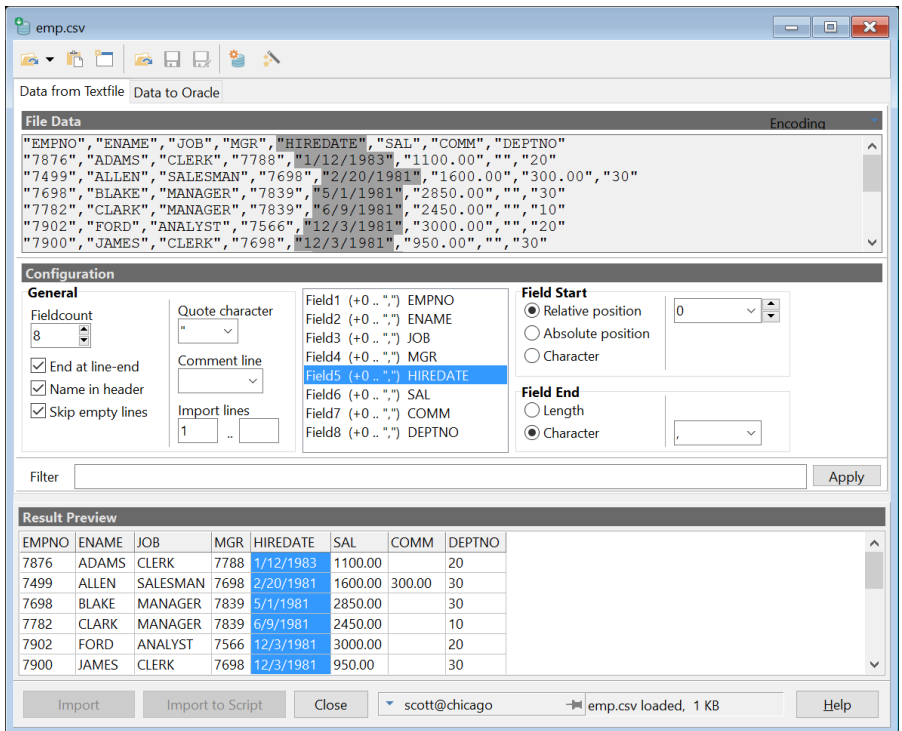 emp.csv
Data from Textfile Data to Oracle
File Data Encoding
"EMPNO","ENAME","JOB","MGR","HIREDATE","SAL","COMM","DEPTNO"
"7876","ADAMS","CLERK","7788","1/12/1983","1100.00","","20"
"7499","ALLEN","SALESMAN","7698","2/20/1981","1600.00","300.00","30"
"7698","BLAKE","MANAGER","7839","5/1/1981","2850.00","","30"
"7782","CLARK","MANAGER","7839","6/9/1981","2450.00","","10"
"7902","FORD","ANALYST","7566","12/3/1981","3000.00","","20"
"7900","JAMES","CLERK","7698","12/3/1981","950.00","","30"
Configuration
General
Fieldcount
8
End at line-end
Name in header
Skip empty lines
Quote character
"
Comment line
Import lines
1 ..
Field1 (+0 .. ",") EMPNO
Field2 (+0 .. ",") ENAME
Field3 (+0 .. ",") JOB
Field4 (+0 .. ",") MGR
Field5 (+0 .. ",") HIREDATE
Field6 (+0 .. ",") SAL
Field7 (+0 .. ",") COMM
Field8 (+0 .. ",") DEPTNO
Field Start
Relative position 0
Absolute position
Character
Field End
Length
Character ,
Filter Apply
Result Preview
EMPNO ENAME JOB MGR HIREDATE SAL COMM DEPTNO
7876 ADAMS CLERK 7788 1/12/1983 1100.00 20
7499 ALLEN SALESMAN 7698 2/20/1981 1600.00 300.00 30
7698 BLAKE MANAGER 7839 5/1/1981 2850.00 30
7782 CLARK MANAGER 7839 6/9/1981 2450.00 10
7902 FORD ANALYST 7566 12/3/1981 3000.00 20
7900 JAMES CLERK 7698 12/3/1981 950.00 30
Import Import to Script Close scott@chicago emp.csv loaded, 1 KB Help